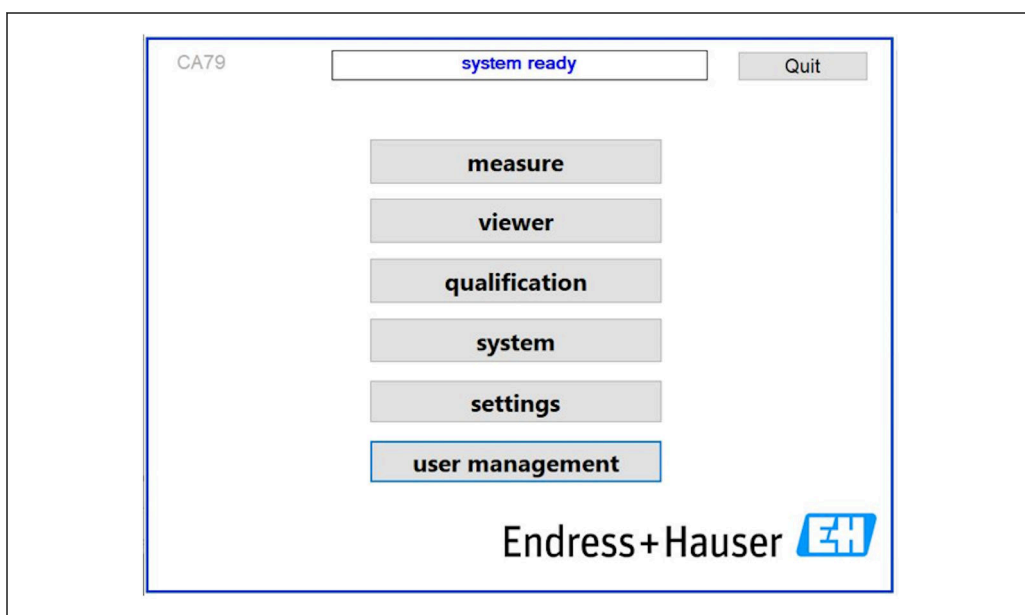 CA79
system ready
Quit
measure
viewer
qualification
system
settings
user management
Endress+Hauser EH